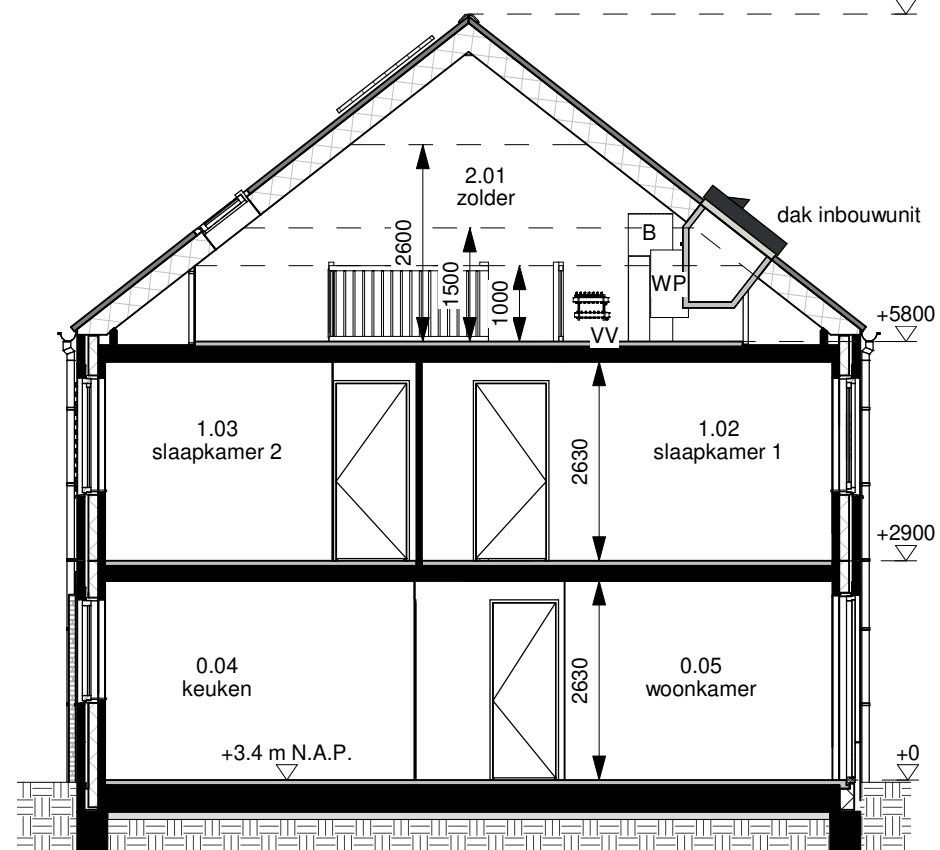 2.01
zolder
dak inbouwunit
B
2600
1500
WP
1000
+5800
VV
1.03
slaapkamer 2
1.02
slaapkamer 1
2630
+2900
0.04
keuken
2630
0.05
woonkamer
+3.4 m N.A.P.
+0